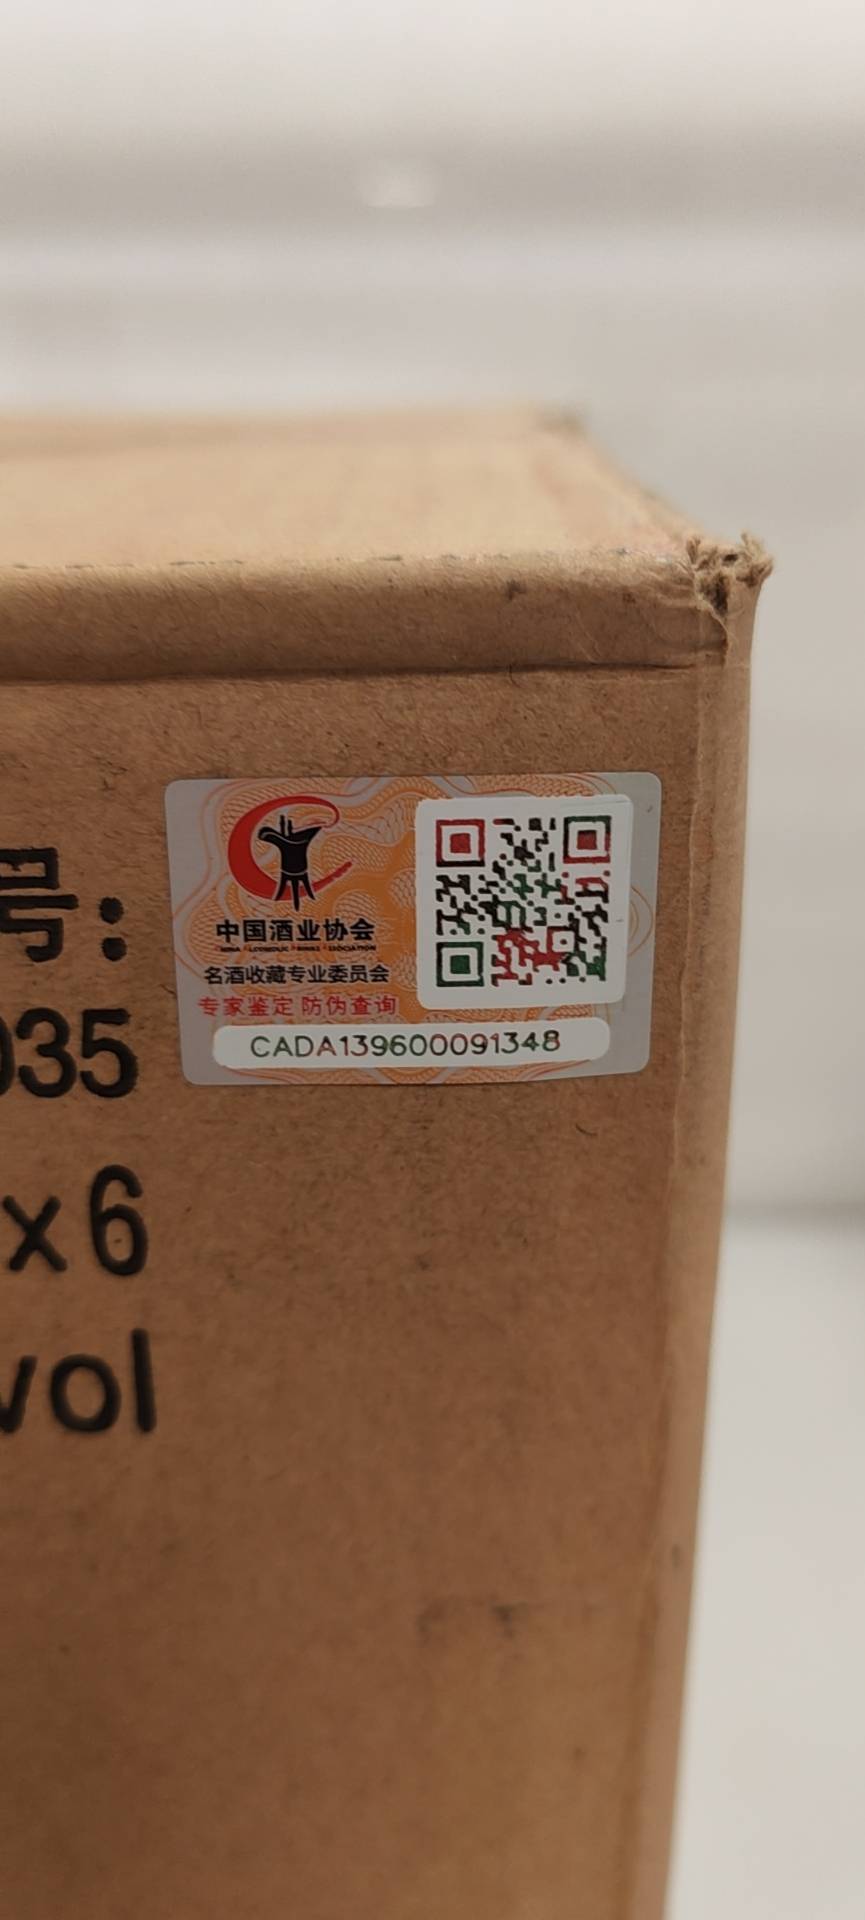 号:
中国酒业协会
名酒收藏专业委员会
专家鉴定 防伪查询
CADA139600091348
035
x6
vol